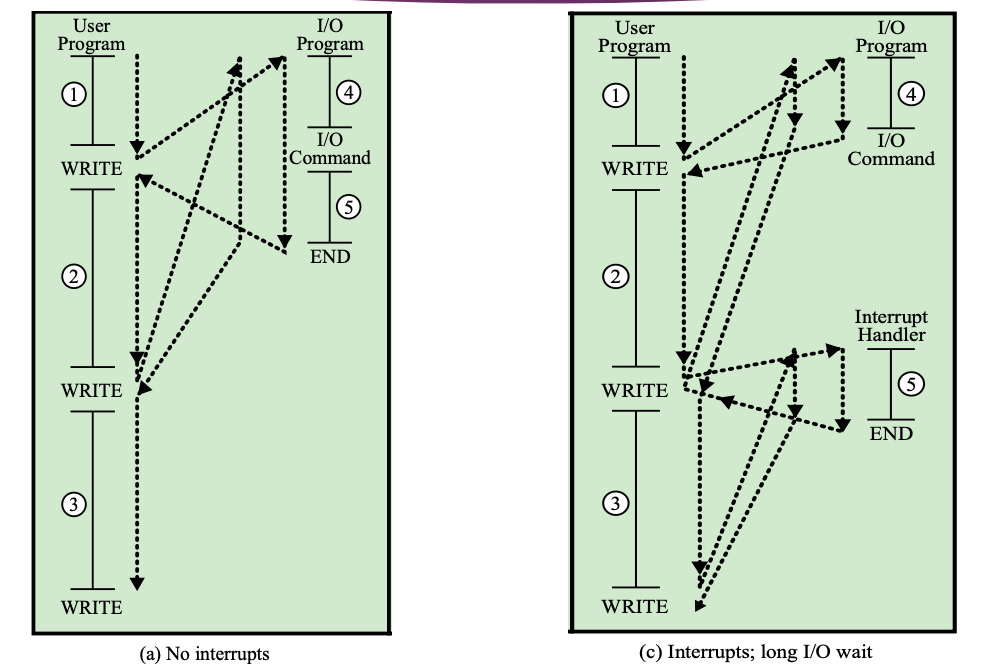 User
Program
I/O
Program
1
4
WRITE
I/O
Command
5
END
2
WRITE
3
WRITE
(a) No interrupts
User
Program
I/O
Program
1
4
WRITE
I/O
Command
2
Interrupt
Handler
WRITE
5
END
3
WRITE
(c) Interrupts; long I/O wait